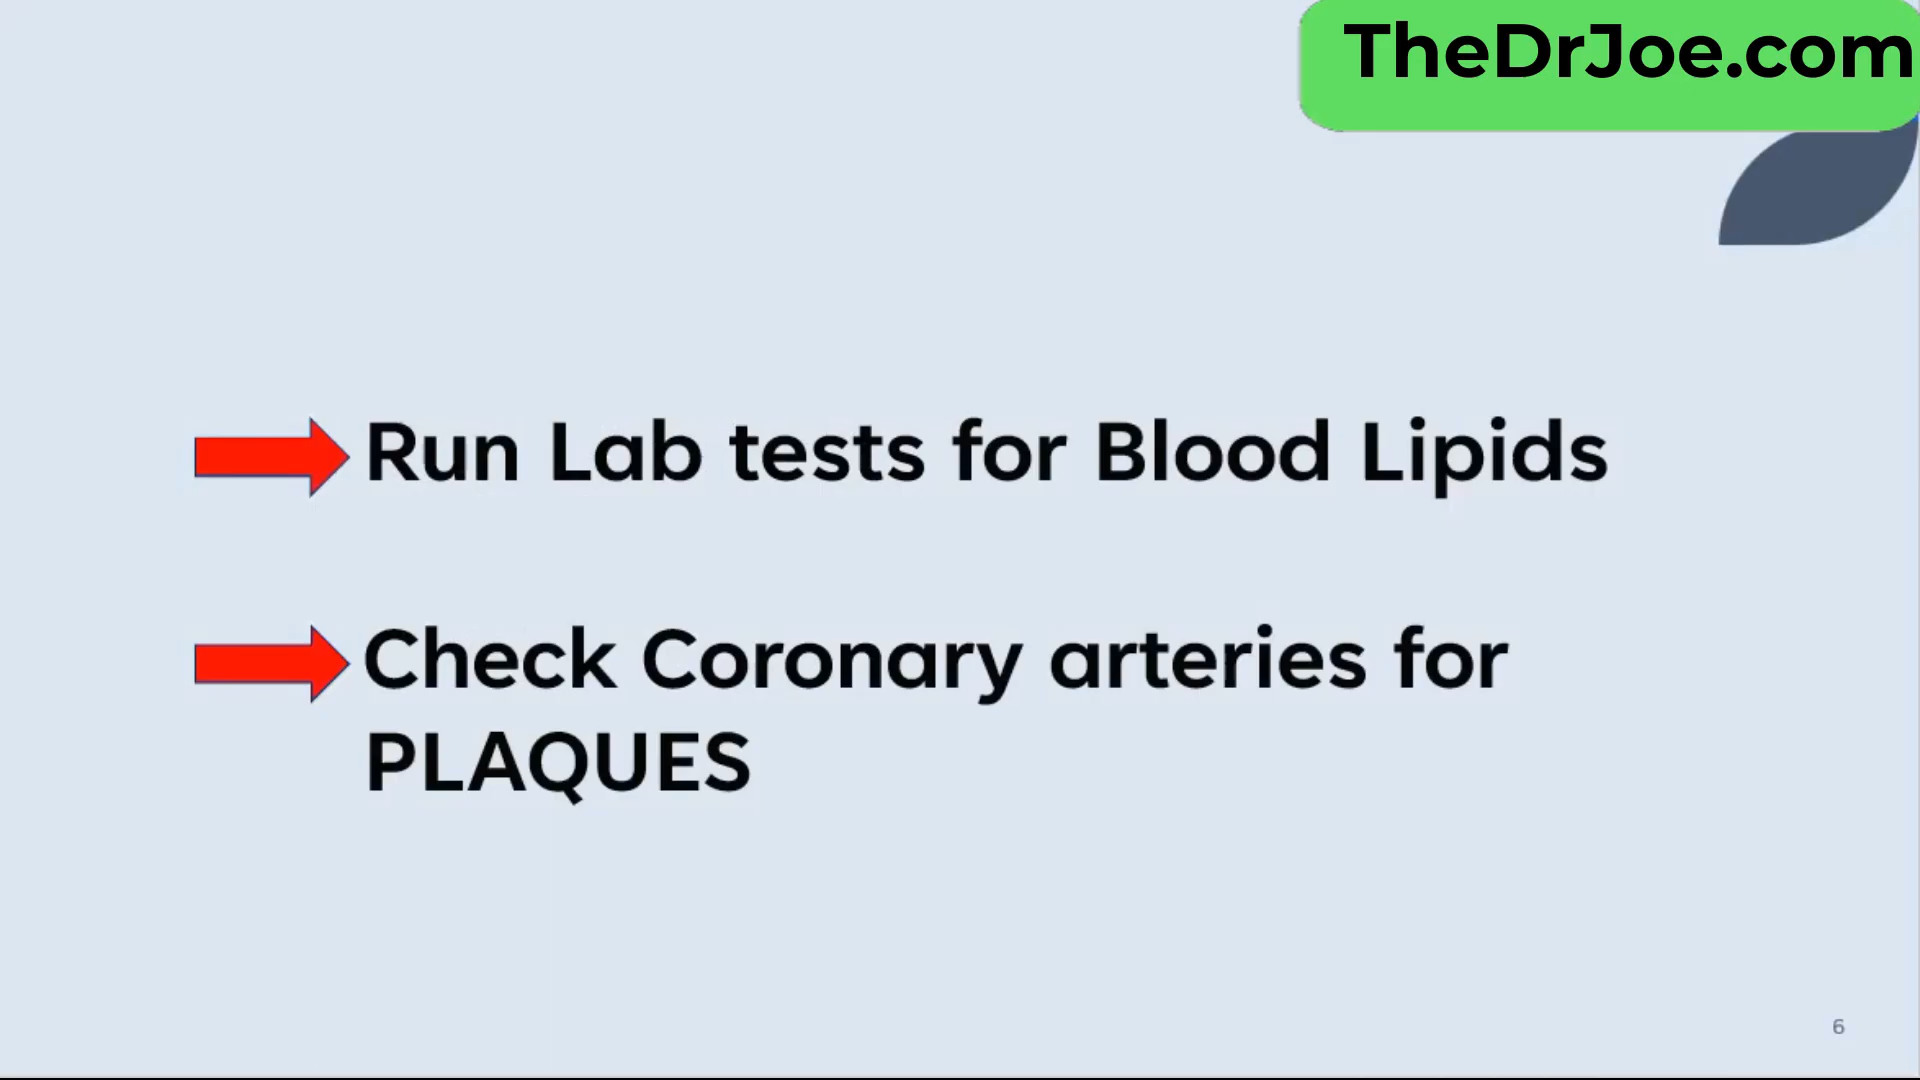 TheDrJoe.com
Run Lab tests for Blood Lipids
Check Coronary arteries for
PLAQUES
6